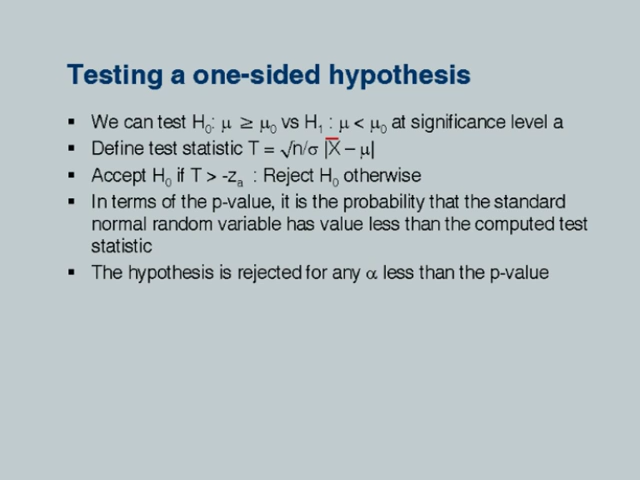 Testing a one-sided hypothesis
▪ We can test H₀: μ ≥ μ₀ vs H₁ : μ < μ₀ at significance level a
▪ Define test statistic T = √n/σ |X̅ – μ|
▪ Accept H₀ if T > -zₐ : Reject H₀ otherwise
▪ In terms of the p-value, it is the probability that the standard
normal random variable has value less than the computed test
statistic
▪ The hypothesis is rejected for any α less than the p-value